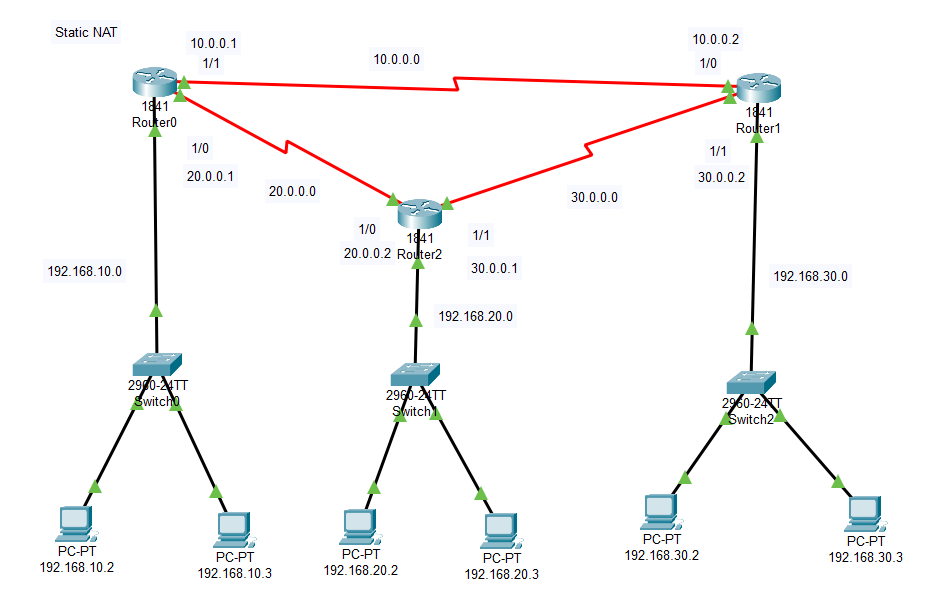 Static NAT
10.0.0.1
1/1
10.0.0.0
10.0.0.2
1/0
1841
Router0
1841
Router1
1/0
20.0.0.1
20.0.0.0
1/1
30.0.0.2
30.0.0.0
1/0
20.0.0.2
1841
Router2
1/1
30.0.0.1
192.168.10.0
192.168.20.0
192.168.30.0
2960-24TT
Switch0
2960-24TT
Switch1
2960-24TT
Switch2
PC-PT
192.168.10.2
PC-PT
192.168.10.3
PC-PT
192.168.20.2
PC-PT
192.168.20.3
PC-PT
192.168.30.2
PC-PT
192.168.30.3